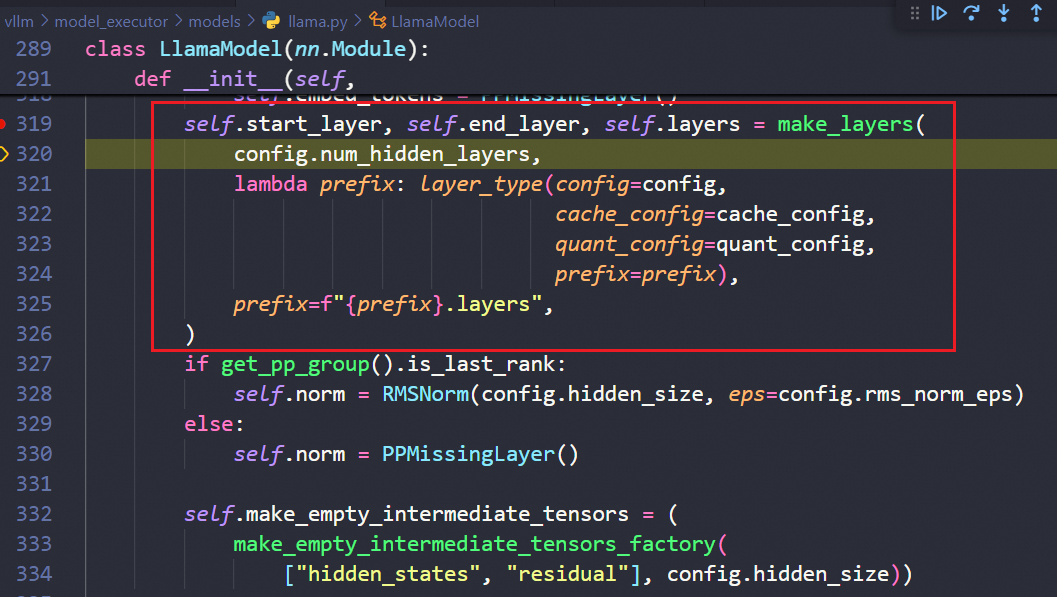 vllm > model_executor > models > llama.py > LlamaModel
289 class LlamaModel(nn.Module):
291 def __init__(self,
318 self.embed_tokens = PPMissingLayer()
319 self.start_layer, self.end_layer, self.layers = make_layers(
320 config.num_hidden_layers,
321 lambda prefix: layer_type(config=config,
322 cache_config=cache_config,
323 quant_config=quant_config,
324 prefix=prefix),
325 prefix=f"{prefix}.layers",
326 )
327 if get_pp_group().is_last_rank:
328 self.norm = RMSNorm(config.hidden_size, eps=config.rms_norm_eps)
329 else:
330 self.norm = PPMissingLayer()
331
332 self.make_empty_intermediate_tensors = (
333 make_empty_intermediate_tensors_factory(
334 ["hidden_states", "residual"], config.hidden_size))